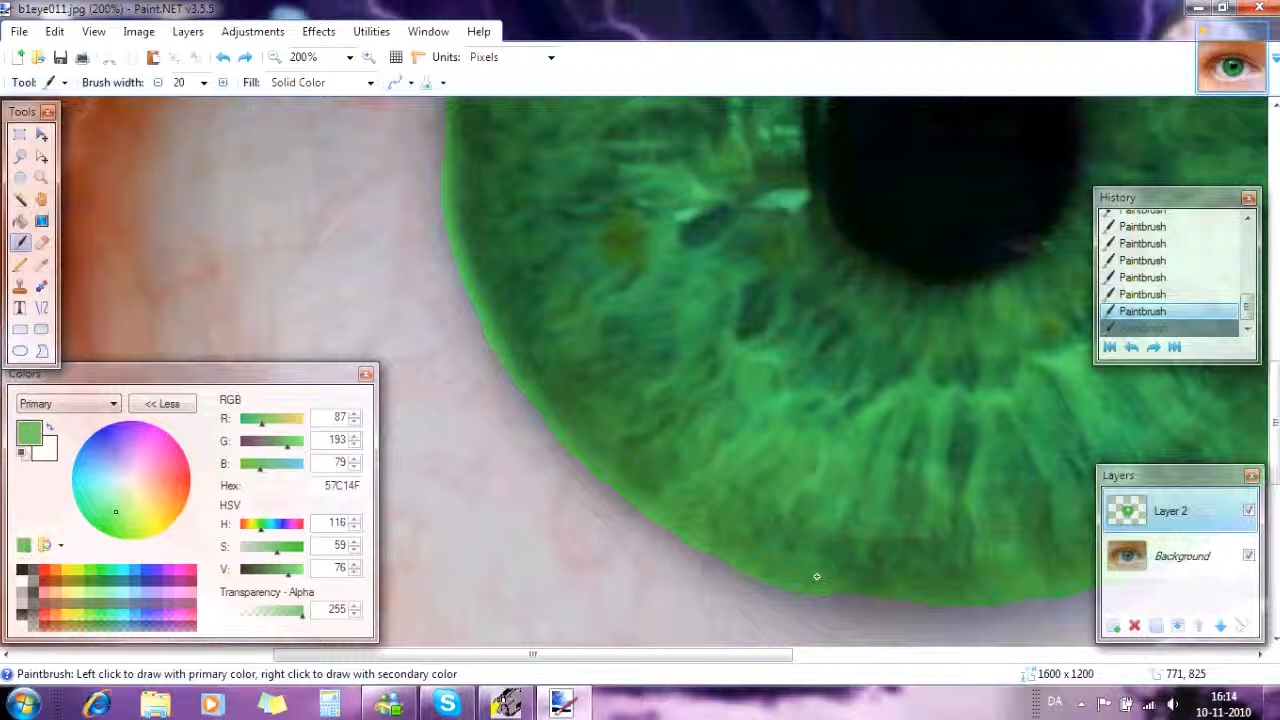 b1eye011.jpg (200%) - Paint.NET v3.5.5
File Edit View Image Layers Adjustments Effects Utilities Window Help
200% Units: Pixels
Tool: Brush width: 20 Fill: Solid Color
Tools
History
Paintbrush
Paintbrush
Paintbrush
Paintbrush
Paintbrush
Paintbrush
Paintbrush
Paintbrush
Colors
Primary << Less
RGB
R: 87
G: 193
B: 79
Hex: 57C14F
HSV
H: 116
S: 59
V: 76
Transparency - Alpha
255
Layers
Layer 2
Background
Paintbrush: Left click to draw with primary color, right click to draw with secondary color
1600 x 1200 771, 825
DA
16:14
10-11-2010